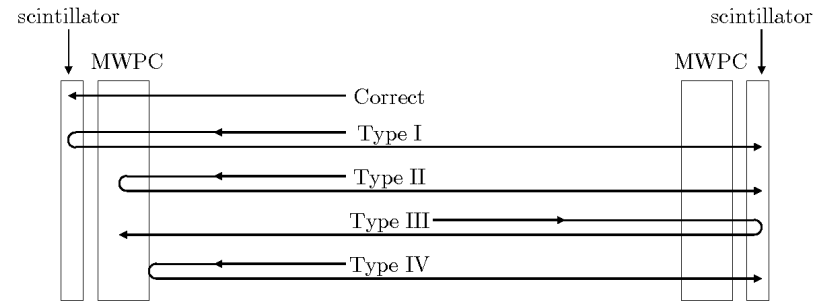 scintillator scintillator
MWPC MWPC
Correct
Type I
Type II
Type III
Type IV